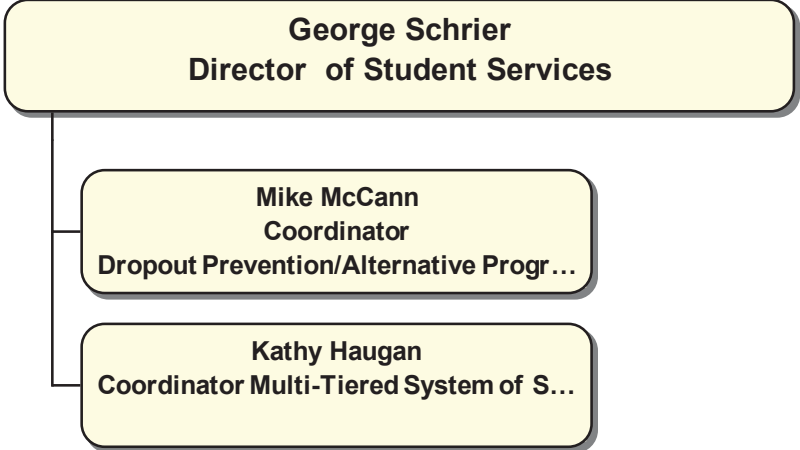 George Schrier
Director of Student Services
Mike McCann
Coordinator
Dropout Prevention/Alternative Progr...
Kathy Haugan
Coordinator Multi-Tiered System of S...